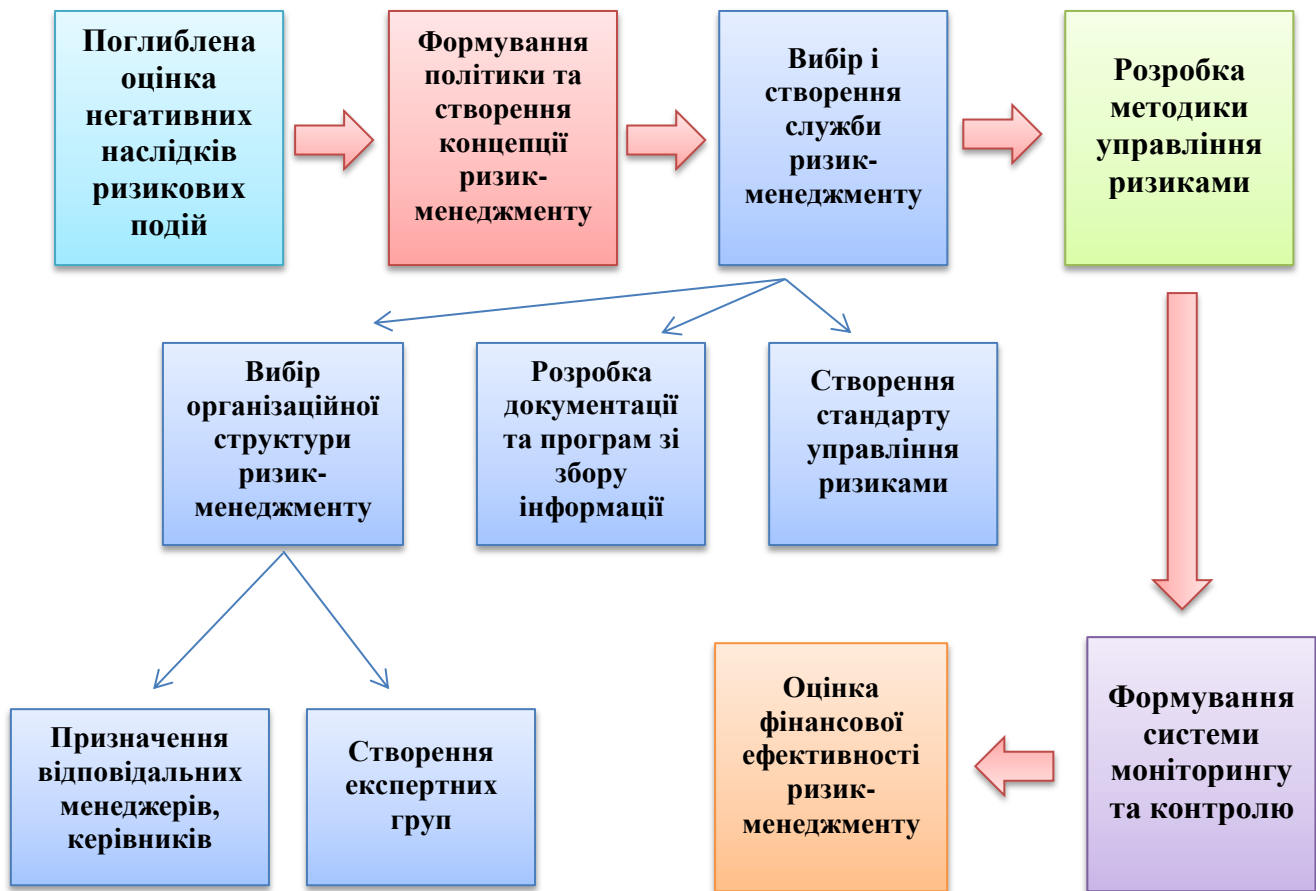 Поглиблена
оцінка
негативних
наслідків
ризикових
подій
Формування
політики та
створення
концепції
ризик-
менеджменту
Вибір і
створення
служби
ризик-
менеджменту
Розробка
методики
управління
ризиками
Вибір
організаційної
структури
ризик-
менеджменту
Розробка
документації
та програм зі
збору
інформації
Створення
стандарту
управління
ризиками
Призначення
відповідальних
менеджерів,
керівників
Створення
експертних
груп
Оцінка
фінансової
ефективності
ризик-
менеджменту
Формування
системи
моніторингу
та контролю